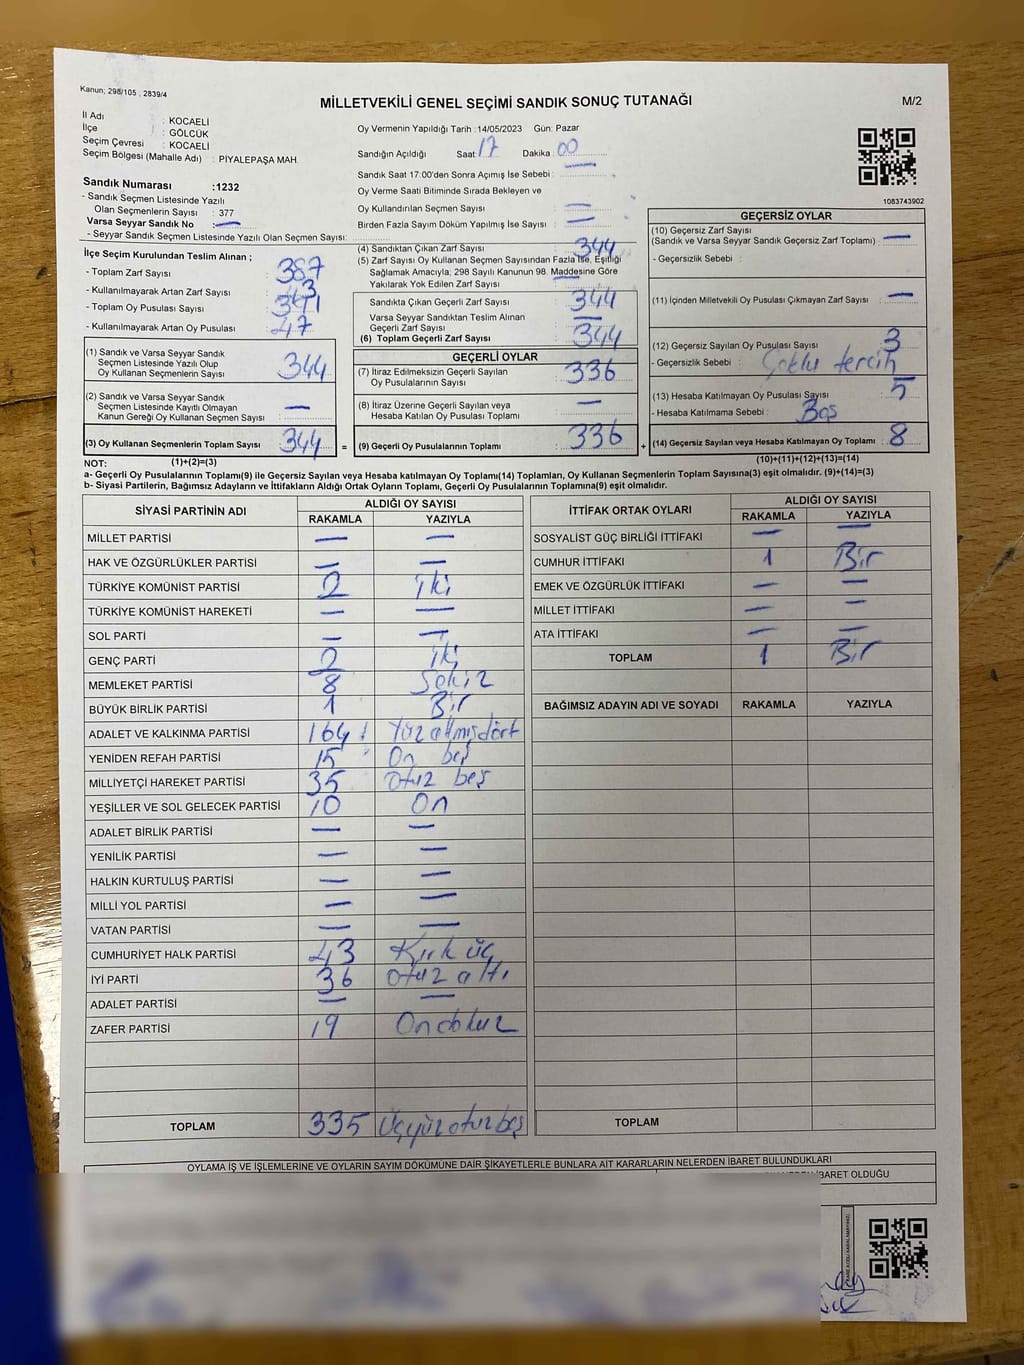 Kanun; 298/105 , 2839/4
MİLLETVEKİLİ GENEL SEÇİMİ SANDIK SONUÇ TUTANAĞI
M/2
İl Adı : KOCAELİ
İlçe : GÖLCÜK
Seçim Çevresi : KOCAELİ
Seçim Bölgesi (Mahalle Adı) : PİYALEPAŞA MAH.
Sandık Numarası :1232
- Sandık Seçmen Listesinde Yazılı
Olan Seçmenlerin Sayısı : 377
Varsa Seyyar Sandık No : —
- Seyyar Sandık Seçmen Listesinde Yazılı Olan Seçmen Sayısı:
Oy Vermenin Yapıldığı Tarih :14/05/2023 Gün: Pazar
Sandığın Açıldığı Saat 17 Dakika 00
Sandık Saat 17:00'den Sonra Açımış İse Sebebi : —
Oy Verme Saati Bitiminde Sırada Bekleyen ve
Oy Kullandırılan Seçmen Sayısı —
Birden Fazla Sayım Döküm Yapılmış İse Sayısı : —
1083743902
İlçe Seçim Kurulundan Teslim Alınan ;
- Toplam Zarf Sayısı : 387
- Kullanılmayarak Artan Zarf Sayısı : 43
- Toplam Oy Pusulası Sayısı : 391
- Kullanılmayarak Artan Oy Pusulası : 47
(1) Sandık ve Varsa Seyyar Sandık
Seçmen Listesinde Yazılı Olup
Oy Kullanan Seçmenlerin Sayısı : 344
(2) Sandık ve Varsa Seyyar Sandık
Seçmen Listesinde Kayıtlı Olmayan
Kanun Gereği Oy Kullanan Seçmen Sayısı : —
(3) Oy Kullanan Seçmenlerin Toplam Sayısı 344 =
(1)+(2)=(3)
(4) Sandıktan Çıkan Zarf Sayısı : 344
(5) Zarf Sayısı Oy Kullanan Seçmen Sayısından Fazla İse, Eşitliği
Sağlamak Amacıyla, 298 Sayılı Kanunun 98. Maddesine Göre
Yakılarak Yok Edilen Zarf Sayısı : —
Sandıkta Çıkan Geçerli Zarf Sayısı : 344
Varsa Seyyar Sandıktan Teslim Alınan
Geçerli Zarf Sayısı : —
(6) Toplam Geçerli Zarf Sayısı : 344
GEÇERLİ OYLAR
(7) İtiraz Edilmeksizin Geçerli Sayılan
Oy Pusulalarının Sayısı : 336
(8) İtiraz Üzerine Geçerli Sayılan veya
Hesaba Katılan Oy Pusulası Toplamı : —
(9) Geçerli Oy Pusulalarının Toplamı : 336 +
GEÇERSİZ OYLAR
(10) Geçersiz Zarf Sayısı
(Sandık ve Varsa Seyyar Sandık Geçersiz Zarf Toplamı) : —
- Geçersizlik Sebebi :
(11) İçinden Milletvekili Oy Pusulası Çıkmayan Zarf Sayısı : —
(12) Geçersiz Sayılan Oy Pusulası Sayısı : 3
- Geçersizlik Sebebi : Çoklu tercih
(13) Hesaba Katılmayan Oy Pusulası Sayısı : 5
- Hesaba Katılmama Sebebi : Boş
(14) Geçersiz Sayılan veya Hesaba Katılmayan Oy Toplamı : 8
(10)+(11)+(12)+(13)=(14)
NOT:
a- Geçerli Oy Pusulalarının Toplamı(9) ile Geçersiz Sayılan veya Hesaba katılmayan Oy Toplamı(14) Toplamları, Oy Kullanan Seçmenlerin Toplam Sayısına(3) eşit olmalıdır. (9)+(14)=(3)
b- Siyasi Partilerin, Bağımsız Adayların ve İttifakların Aldığı Ortak Oyların Toplamı, Geçerli Oy Pusulalarının Toplamına(9) eşit olmalıdır.
SİYASİ PARTİNİN ADI ALDIĞI OY SAYISI
RAKAMLA YAZIYLA
MİLLET PARTİSİ — —
HAK VE ÖZGÜRLÜKLER PARTİSİ — —
TÜRKİYE KOMÜNİST PARTİSİ 2 iki
TÜRKİYE KOMÜNİST HAREKETİ — —
SOL PARTİ — —
GENÇ PARTİ 2 iki
MEMLEKET PARTİSİ 8 Sekiz
BÜYÜK BİRLİK PARTİSİ 1 Bir
ADALET VE KALKINMA PARTİSİ 164 Yüzaltmışdört
YENİDEN REFAH PARTİSİ 15 On beş
MİLLİYETÇİ HAREKET PARTİSİ 35 otuz beş
YEŞİLLER VE SOL GELECEK PARTİSİ 10 On
ADALET BİRLİK PARTİSİ — —
YENİLİK PARTİSİ — —
HALKIN KURTULUŞ PARTİSİ — —
MİLLİ YOL PARTİSİ — —
VATAN PARTİSİ — —
CUMHURİYET HALK PARTİSİ 43 Kırk üç
İYİ PARTİ 36 otuz altı
ADALET PARTİSİ — —
ZAFER PARTİSİ 19 Ondokuz
TOPLAM 335 Üçyüzotuzbeş
İTTİFAK ORTAK OYLARI ALDIĞI OY SAYISI
RAKAMLA YAZIYLA
SOSYALİST GÜÇ BİRLİĞİ İTTİFAKI — —
CUMHUR İTTİFAKI 1 Bir
EMEK VE ÖZGÜRLÜK İTTİFAKI — —
MİLLET İTTİFAKI — —
ATA İTTİFAKI — —
TOPLAM 1 Bir
BAĞIMSIZ ADAYIN ADI VE SOYADI RAKAMLA YAZIYLA
TOPLAM
OYLAMA İŞ VE İŞLEMLERİNE VE OYLARIN SAYIM DÖKÜMÜNE DAİR ŞİKAYETLERLE BUNLARA AİT KARARLARIN NELERDEN İBARET BULUNDUKLARI
İBARET OLDUĞU